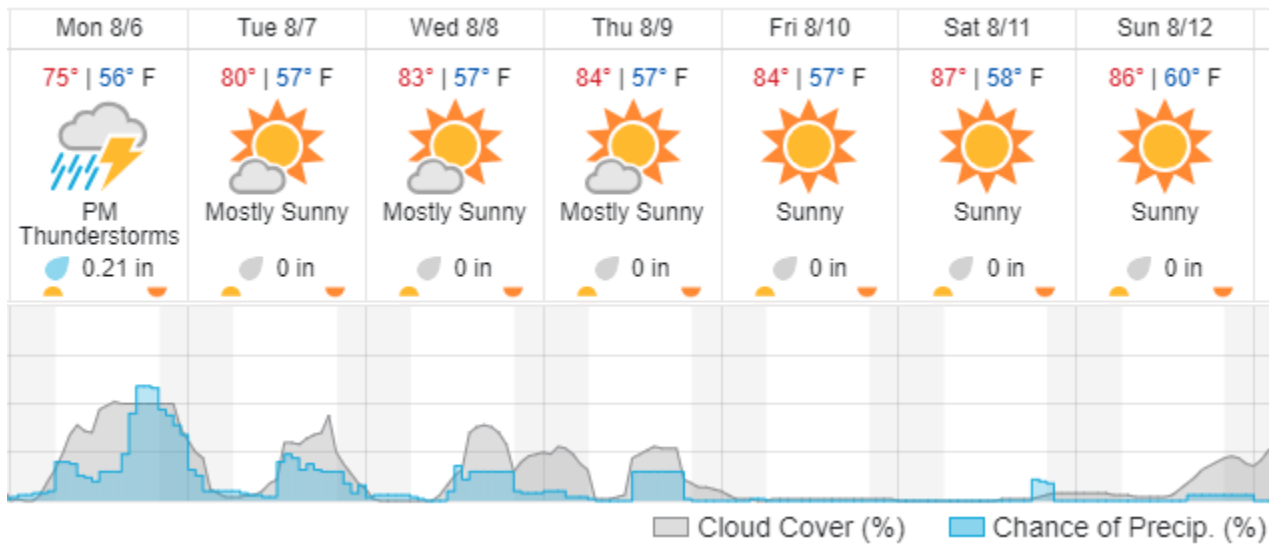 Mon 8/6 Tue 8/7 Wed 8/8 Thu 8/9 Fri 8/10 Sat 8/11 Sun 8/12
75° | 56° F 80° | 57° F 83° | 57° F 84° | 57° F 84° | 57° F 87° | 58° F 86° | 60° F
PM Mostly Sunny Mostly Sunny Mostly Sunny Sunny Sunny Sunny
Thunderstorms
0.21 in 0 in 0 in 0 in 0 in 0 in 0 in
Cloud Cover (%) Chance of Precip. (%)